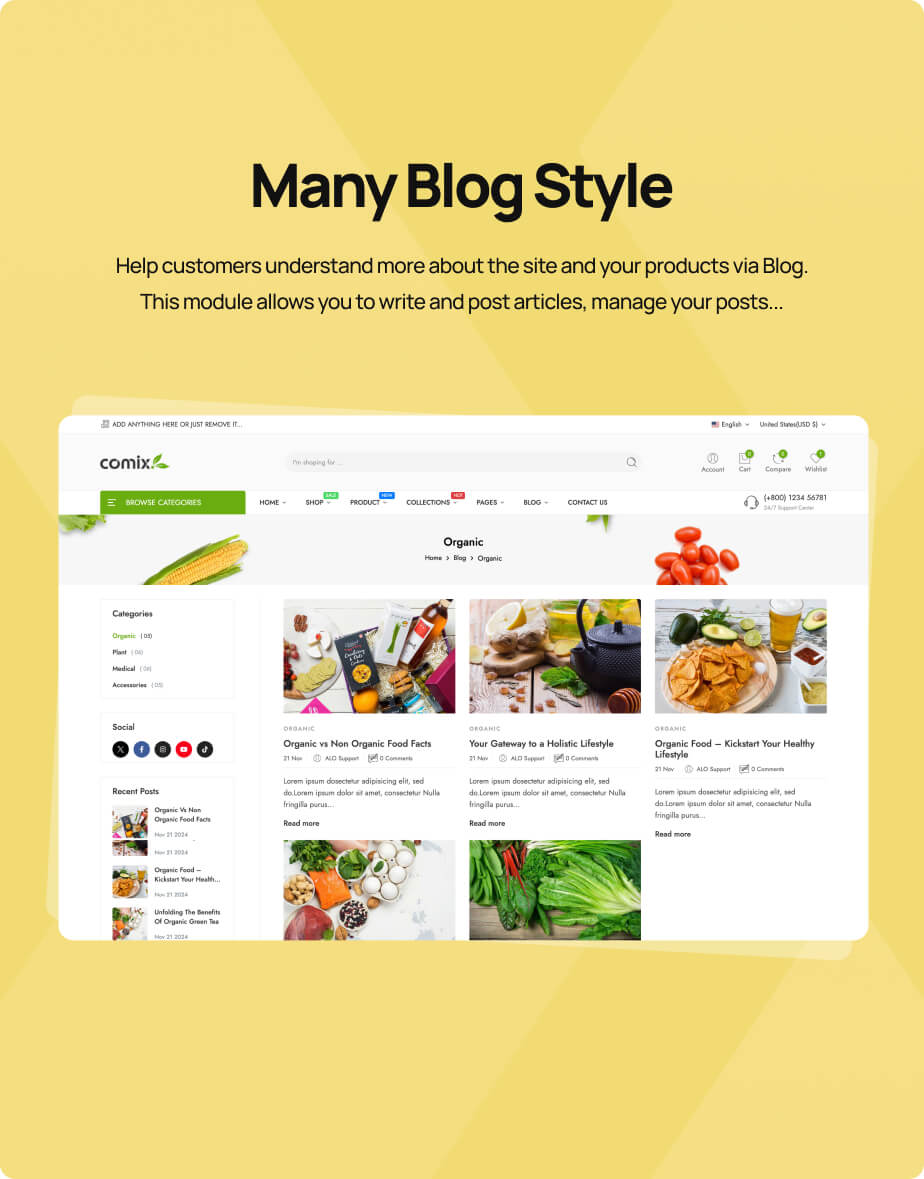 Many Blog Style
Help customers understand more about the site and your products via Blog.
This module allows you to write and post articles, manage your posts...
ADD ANYTHING HERE OR JUST REMOVE IT...
English
United States(USD $)
comix
I'm shoping for ...
Account
Cart
Compare
Wishlist
BROWSE CATEGORIES
HOME
SHOP
SALE
PRODUCT
NEW
COLLECTIONS
HOT
PAGES
BLOG
CONTACT US
(+800) 1234 56781
24/7 Support Center
Organic
Home > Blog > Organic
Categories
Organic (03)
Plant (06)
Medical (06)
Accessories (05)
Social
Recent Posts
Organic Vs Non
Organic Food Facts
Nov 21 2024
Nov 21 2024
Organic Food –
Kickstart Your Health...
Nov 21 2024
Unfolding The Benefits
Of Organic Green Tea
Nov 21 2024
ORGANIC
Organic vs Non Organic Food Facts
21 Nov ALO Support 0 Comments
Lorem ipsum dosectetur adipisicing elit, sed
do.Lorem ipsum dolor sit amet, consectetur Nulla
fringilla purus...
Read more
ORGANIC
Your Gateway to a Holistic Lifestyle
21 Nov ALO Support 0 Comments
Lorem ipsum dosectetur adipisicing elit, sed
do.Lorem ipsum dolor sit amet, consectetur Nulla
fringilla purus...
Read more
ORGANIC
Organic Food – Kickstart Your Healthy
Lifestyle
21 Nov ALO Support 0 Comments
Lorem ipsum dosectetur adipisicing elit, sed
do.Lorem ipsum dolor sit amet, consectetur Nulla
fringilla purus...
Read more